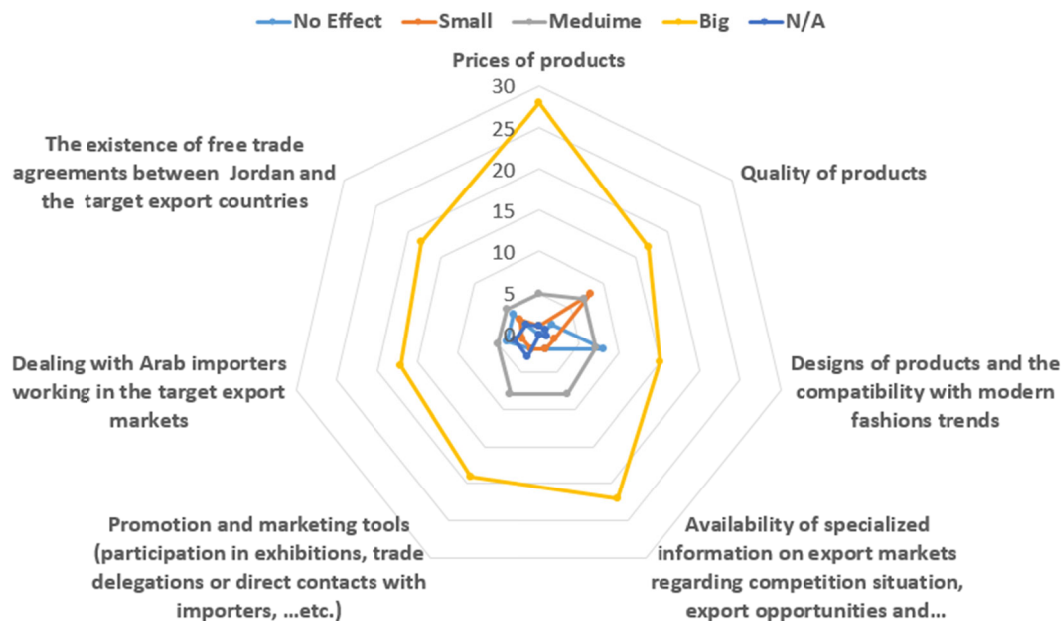 No Effect Small Meduime Big N/A
Prices of products
30
25
20
15
10
5
0
The existence of free trade
agreements between Jordan and
the target export countries
Quality of products
Dealing with Arab importers
working in the target export
markets
Designs of products and the
compatibility with modern
fashions trends
Promotion and marketing tools
(participation in exhibitions, trade
delegations or direct contacts with
importers, ...etc.)
Availability of specialized
information on export markets
regarding competition situation,
export opportunities and...